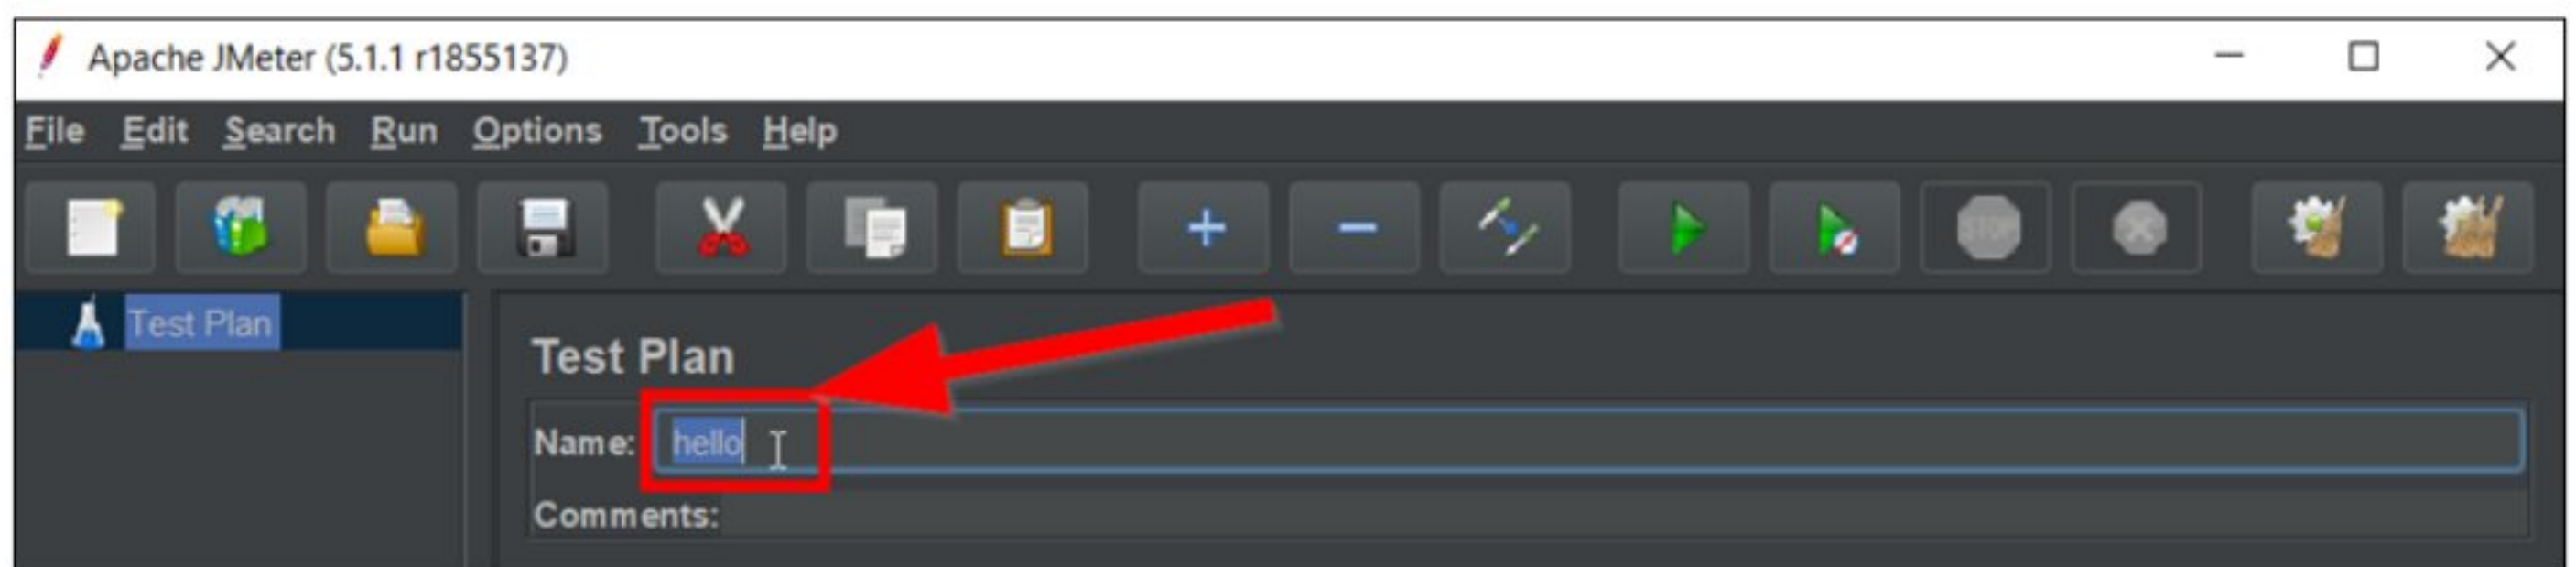 Apache JMeter (5.1.1 r1855137)
File Edit Search Run Options Tools Help
STOP
Test Plan
Test Plan
Name: hello
Comments: